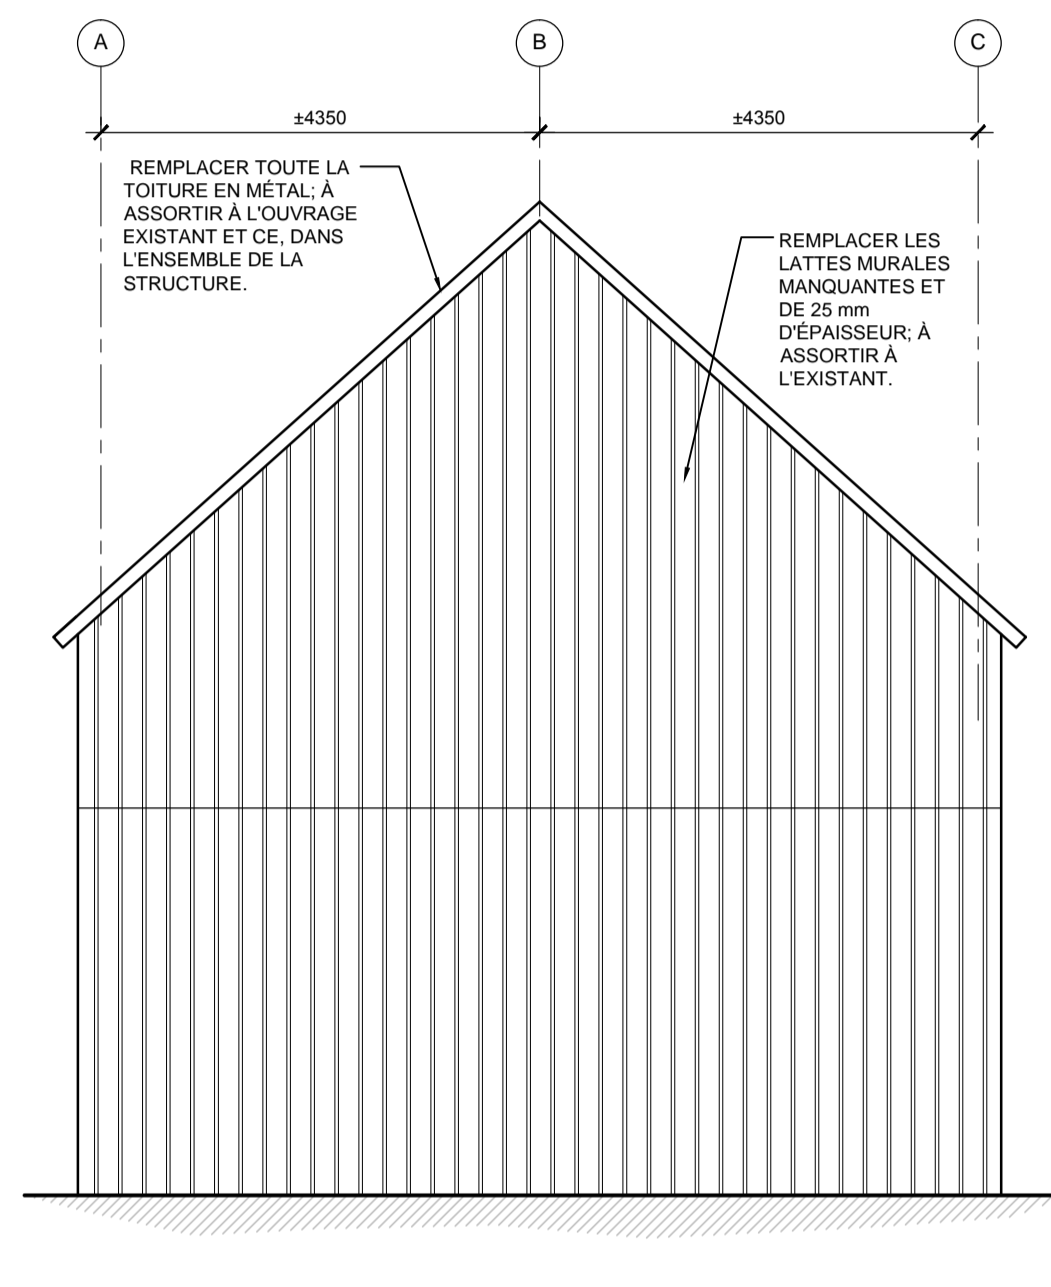 A
B
C
±4350
±4350
REMPLACER TOUTE LA
TOITURE EN MÉTAL; À
ASSORTIR À L'OUVRAGE
EXISTANT ET CE, DANS
L'ENSEMBLE DE LA
STRUCTURE.
REMPLACER LES
LATTES MURALES
MANQUANTES ET
DE 25 mm
D'ÉPAISSEUR; À
ASSORTIR À
L'EXISTANT.